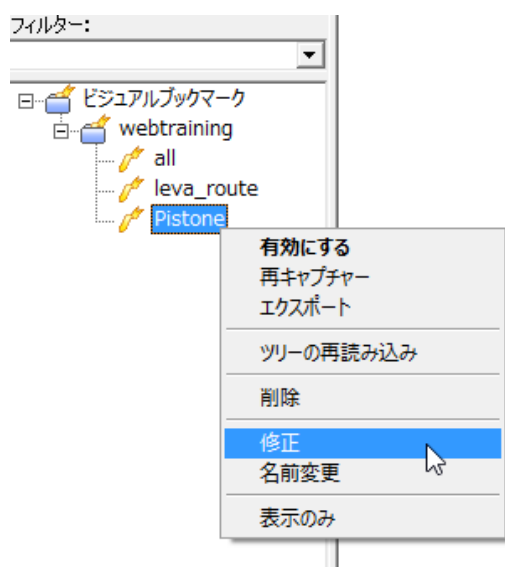 フィルター:
ビジュアルブックマーク
webtraining
all
leva_route
Pistone
有効にする
再キャプチャー
エクスポート
ツリーの再読み込み
削除
修正
名前変更
表示のみ